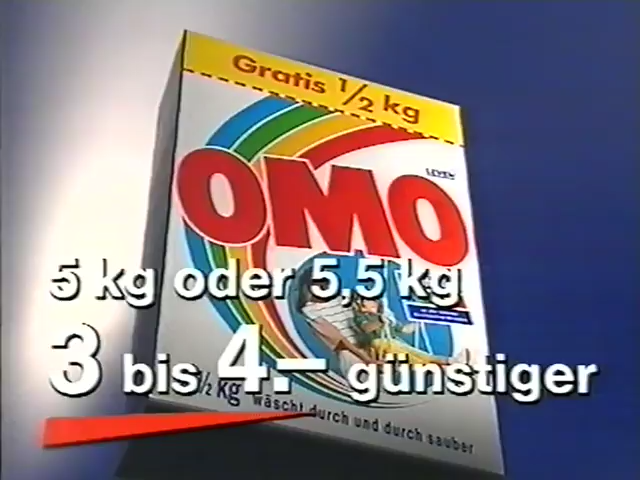 Gratis 1/2 kg
LEVER
OMO
5 kg oder 5,5 kg
3 bis 4.– günstiger
1/2 kg
wäscht durch und durch sauber